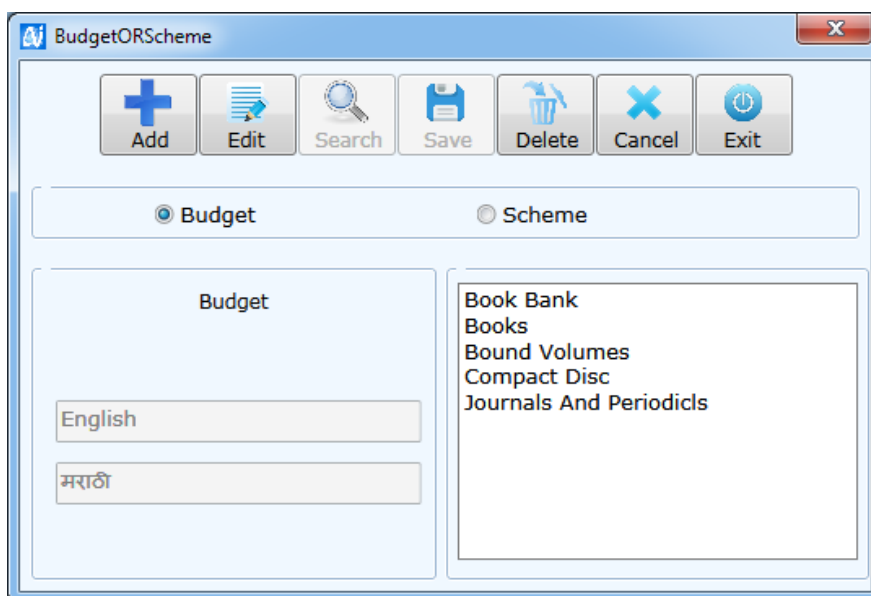 BudgetORScheme
Add Edit Search Save Delete Cancel Exit
Budget Scheme
Budget
English
मराठी
Book Bank
Books
Bound Volumes
Compact Disc
Journals And Periodicls